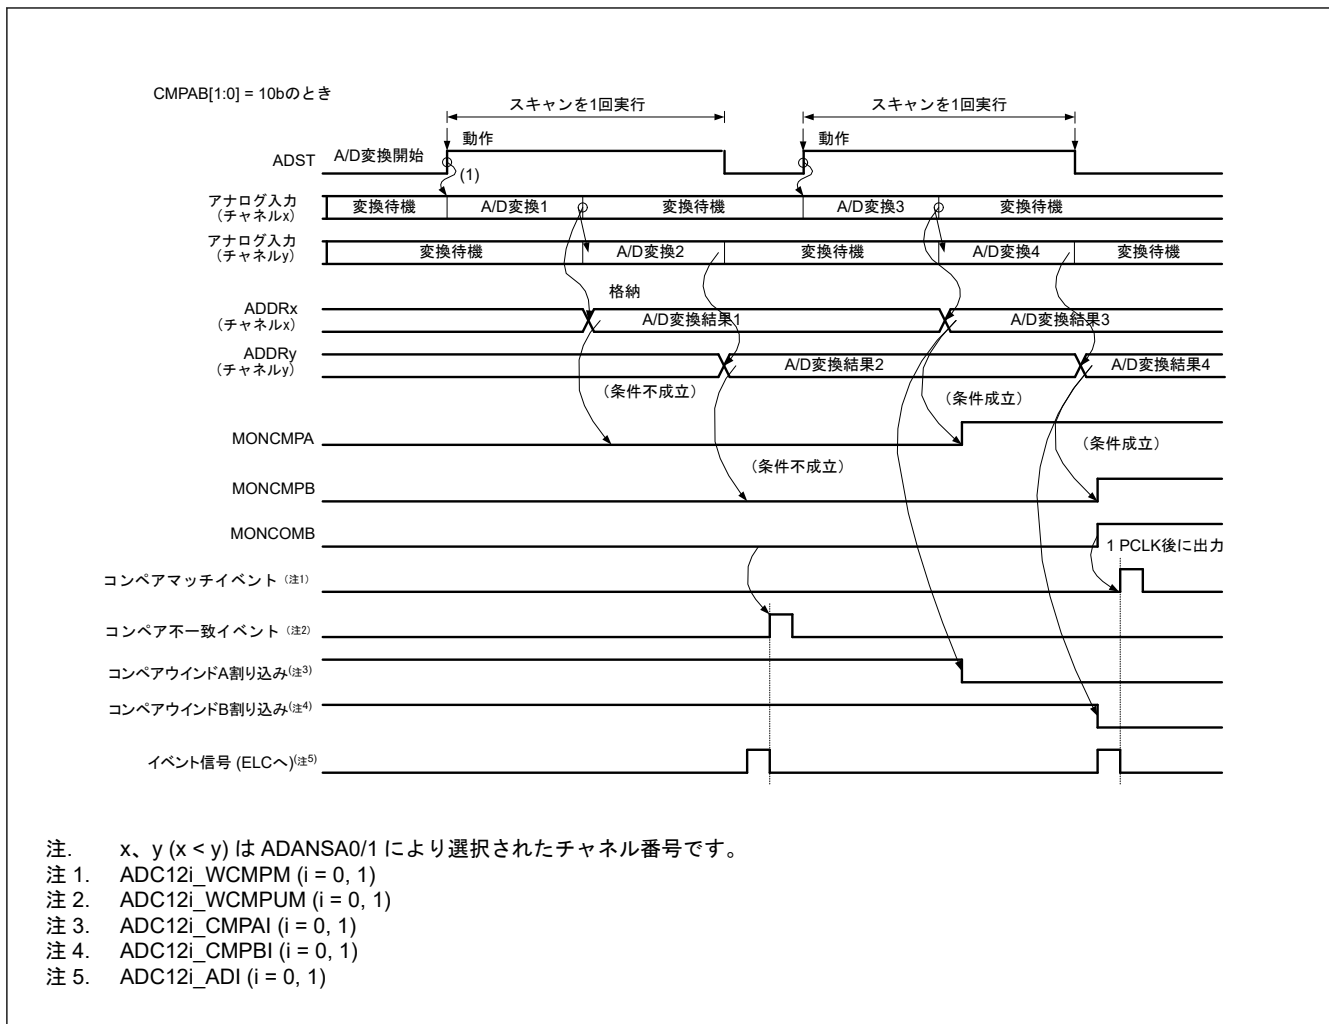 CMPAB[1:0] = 10bのとき
スキャンを1回実行
スキャンを1回実行
ADST
A/D変換開始
動作
動作
(1)
アナログ入力
（チャネルx）
変換待機
A/D変換1
変換待機
A/D変換3
変換待機
アナログ入力
（チャネルy）
変換待機
A/D変換2
変換待機
A/D変換4
変換待機
格納
ADDRx
（チャネルx）
A/D変換結果1
A/D変換結果3
ADDRy
（チャネルy）
A/D変換結果2
A/D変換結果4
（条件不成立）
（条件成立）
MONCMPA
（条件成立）
（条件不成立）
MONCMPB
MONCOMB
1 PCLK後に出力
コンペアマッチイベント（注1）
コンペア不一致イベント（注2）
コンペアウインドA割り込み(注3)
コンペアウインドB割り込み(注4)
イベント信号 (ELCへ)(注5)
注. x、y (x < y) は ADANSA0/1 により選択されたチャネル番号です。
注 1. ADC12i_WCMPM (i = 0, 1)
注 2. ADC12i_WCMPUM (i = 0, 1)
注 3. ADC12i_CMPAI (i = 0, 1)
注 4. ADC12i_CMPBI (i = 0, 1)
注 5. ADC12i_ADI (i = 0, 1)